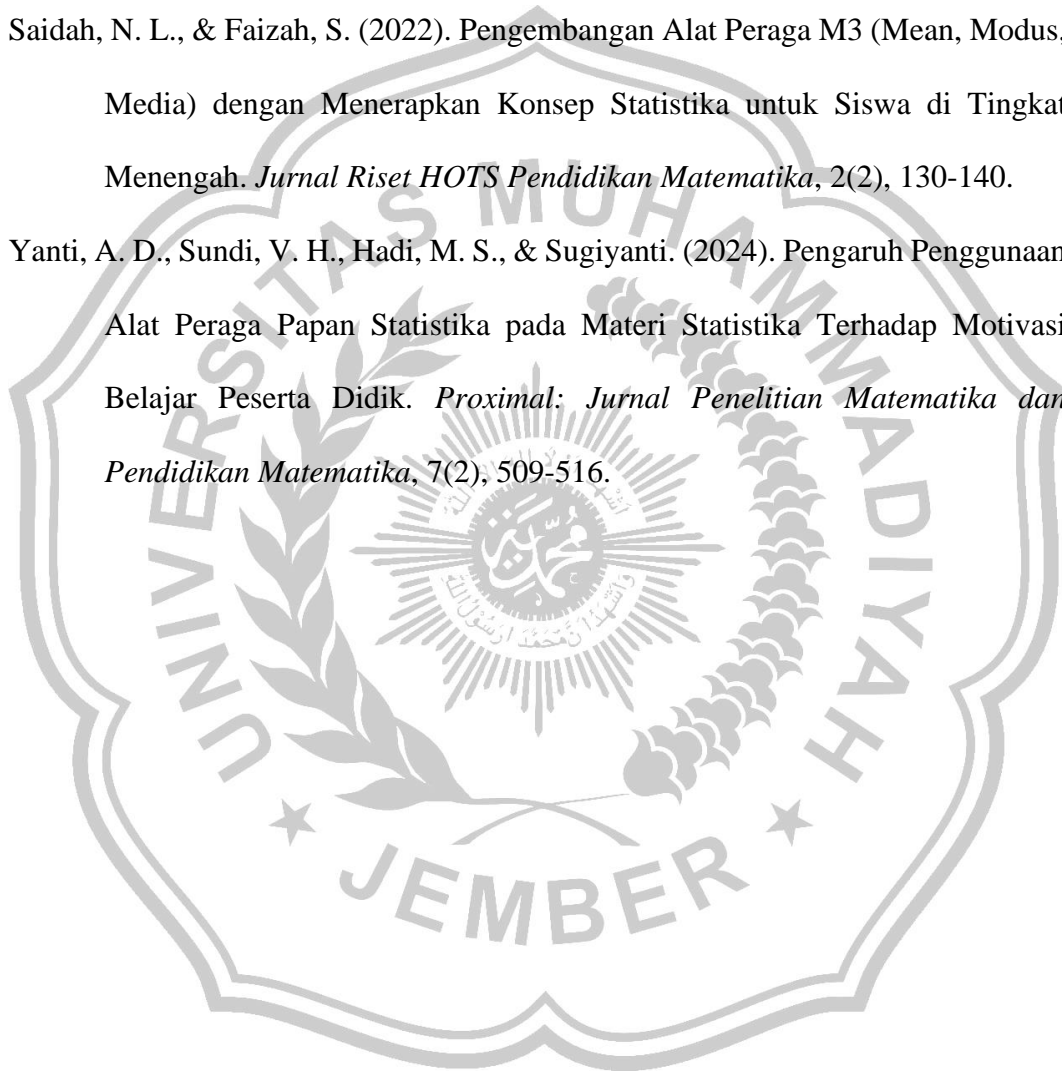 Saidah, N. L., & Faizah, S. (2022). Pengembangan Alat Peraga M3 (Mean, Modus,
Media) dengan Menerapkan Konsep Statistika untuk Siswa di Tingkat
Menengah. Jurnal Riset HOTS Pendidikan Matematika, 2(2), 130-140.
Yanti, A. D., Sundi, V. H., Hadi, M. S., & Sugiyanti. (2024). Pengaruh Penggunaan
Alat Peraga Papan Statistika pada Materi Statistika Terhadap Motivasi
Belajar Peserta Didik. Proximal: Jurnal Penelitian Matematika dan
Pendidikan Matematika, 7(2), 509-516.
UNIVERSITAS MUHAMMADIYAH
JEMBER